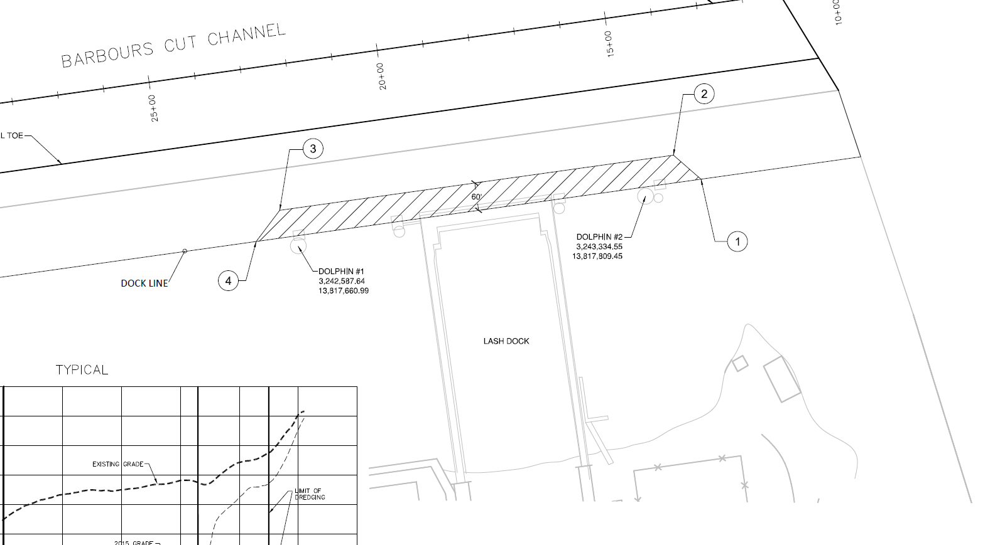 BARBOURS CUT CHANNEL
10+00
15+00
20+00
25+00
L TOE
2
3
60'
1
4
DOLPHIN #2
3,243,334.55
13,817,809.45
DOLPHIN #1
3,242,587.64
13,817,660.99
DOCK LINE
LASH DOCK
TYPICAL
EXISTING GRADE
LIMIT OF
DREDGING
2015 GRADE